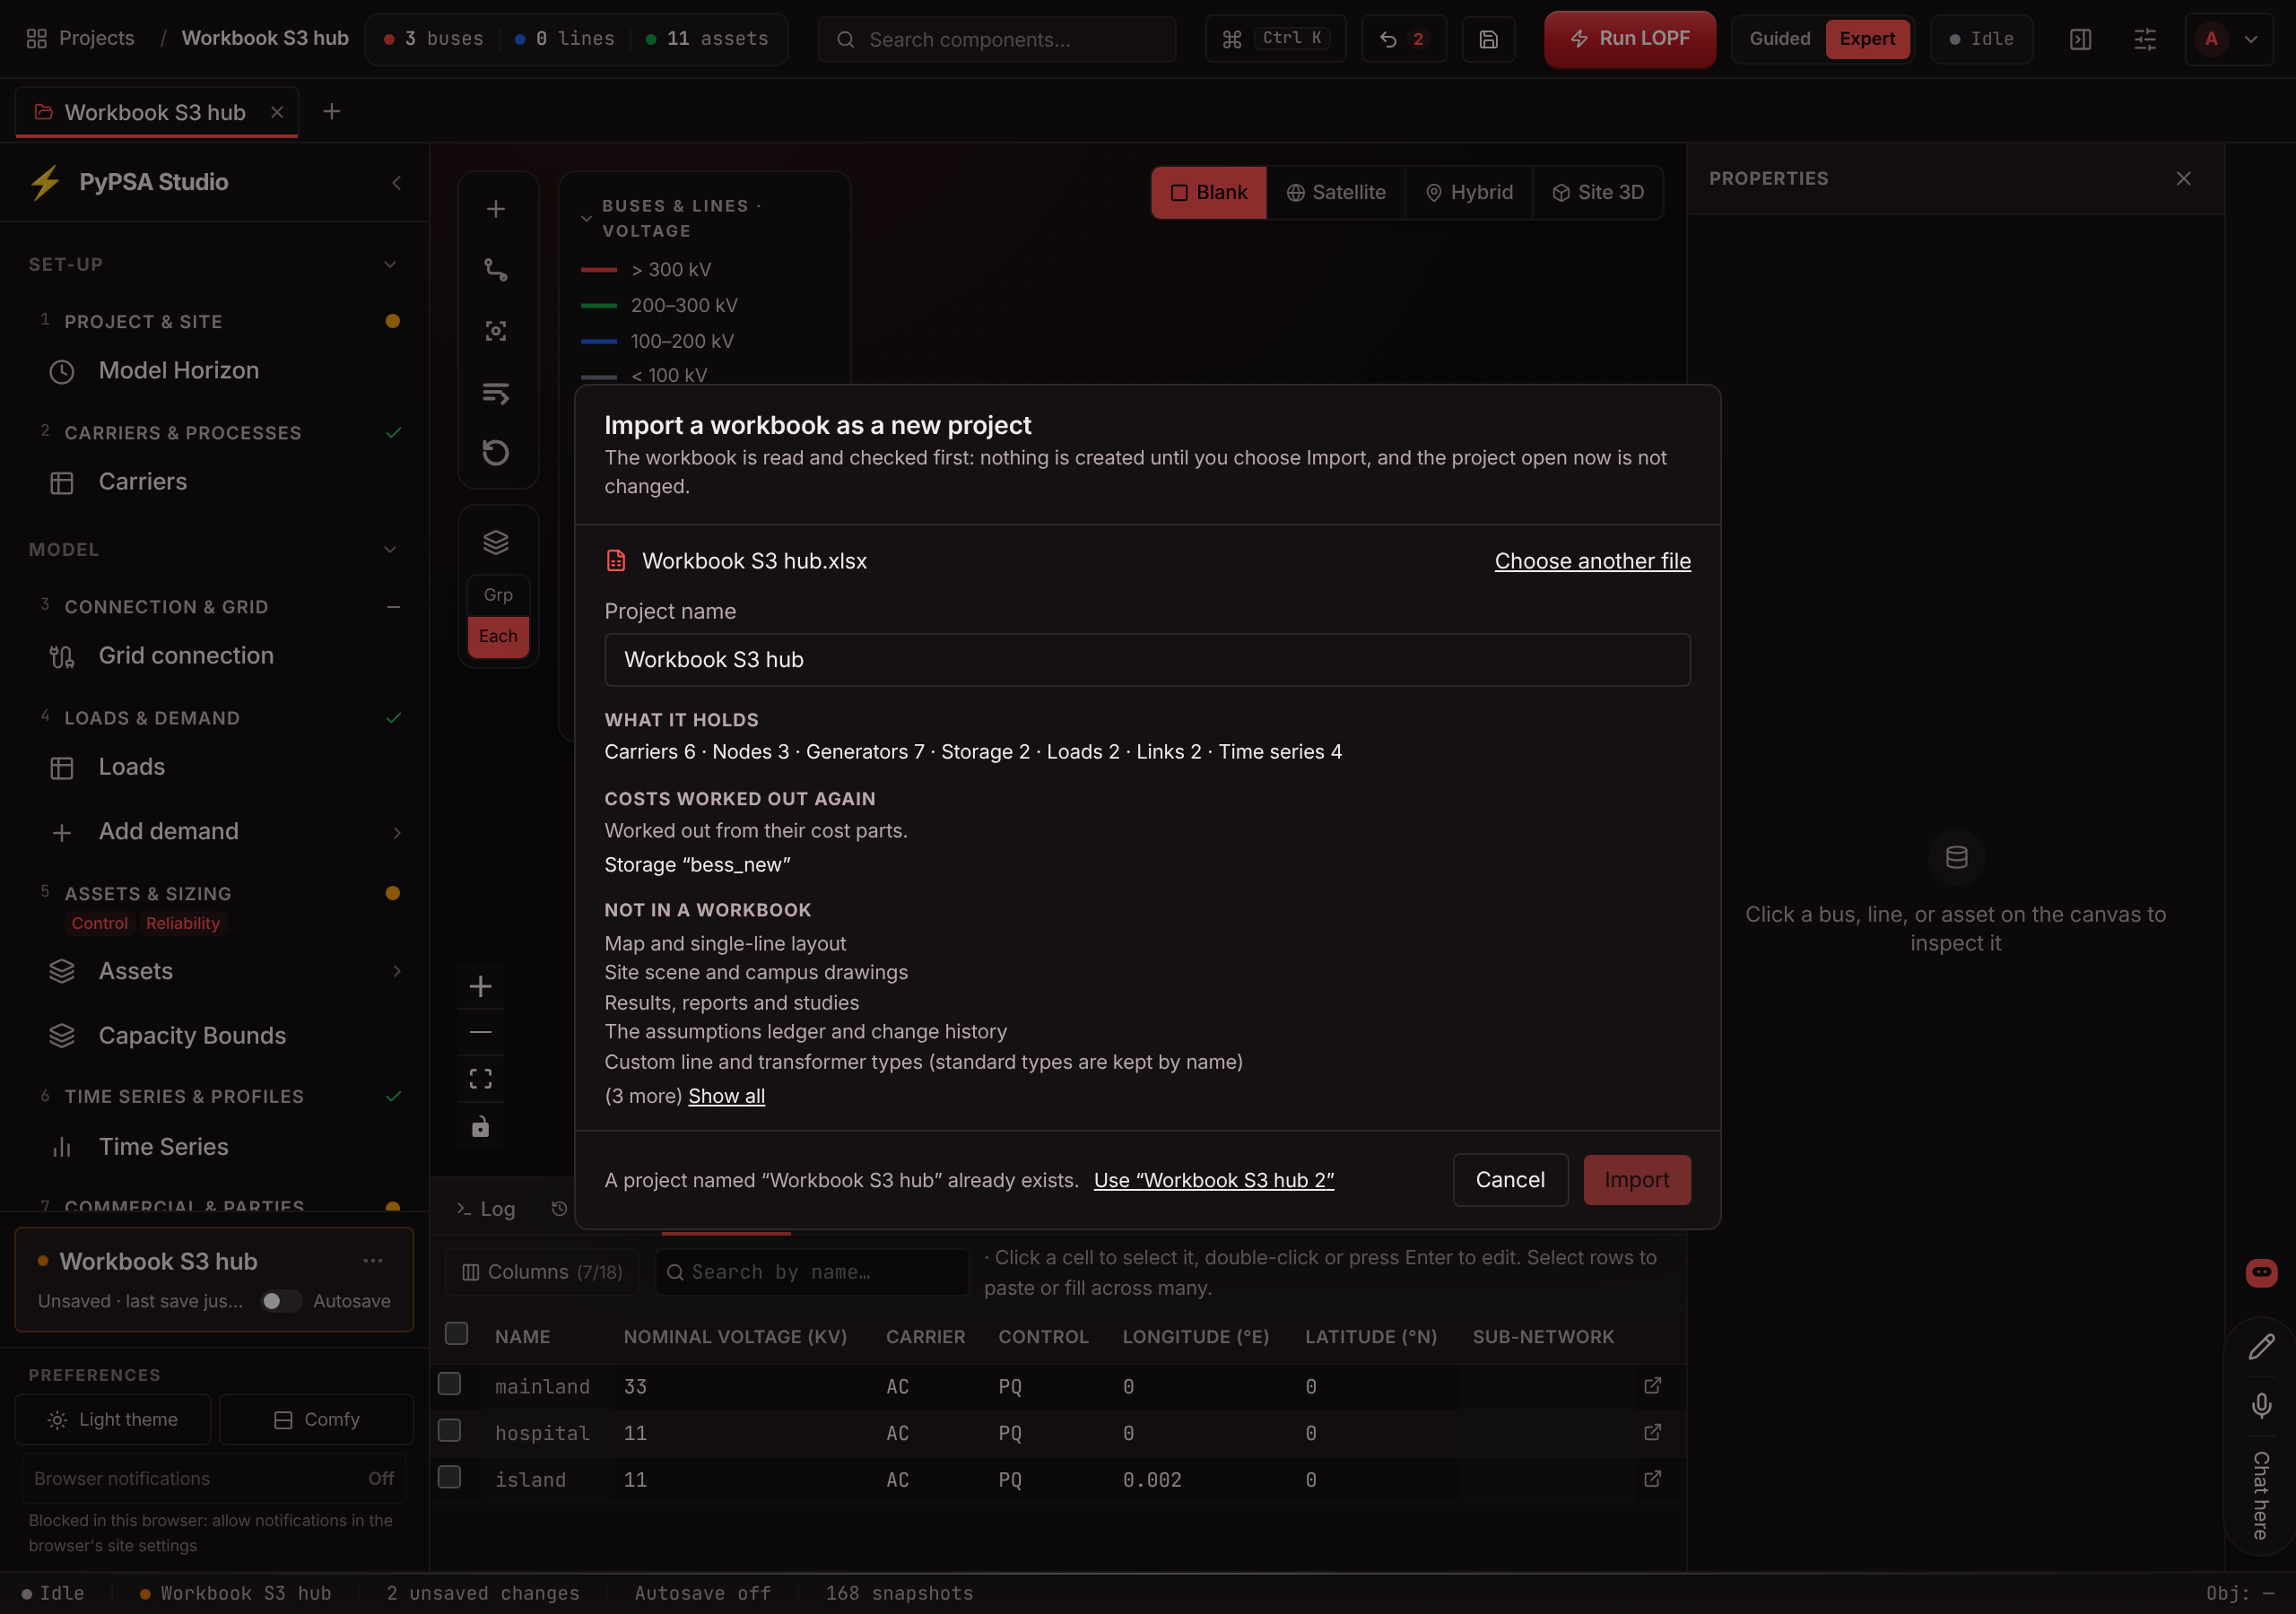 Projects / Workbook S3 hub
3 buses
0 lines
11 assets
Search components...
Ctrl K
2
Run LOPF
Guided
Expert
Idle
A
Workbook S3 hub
PyPSA Studio
SET-UP
1 PROJECT & SITE
Model Horizon
2 CARRIERS & PROCESSES
Carriers
MODEL
3 CONNECTION & GRID
Grid connection
4 LOADS & DEMAND
Loads
Add demand
5 ASSETS & SIZING
Control Reliability
Assets
Capacity Bounds
6 TIME SERIES & PROFILES
Time Series
7 COMMERCIAL & PARTIES
Workbook S3 hub
Unsaved · last save jus... Autosave
PREFERENCES
Light theme
Comfy
Browser notifications Off
Blocked in this browser: allow notifications in the
browser's site settings
Grp
Each
BUSES & LINES ·
VOLTAGE
> 300 kV
200–300 kV
100–200 kV
< 100 kV
Blank
Satellite
Hybrid
Site 3D
PROPERTIES
Click a bus, line, or asset on the canvas to
inspect it
Import a workbook as a new project
The workbook is read and checked first: nothing is created until you choose Import, and the project open now is not
changed.
Workbook S3 hub.xlsx
Choose another file
Project name
Workbook S3 hub
WHAT IT HOLDS
Carriers 6 · Nodes 3 · Generators 7 · Storage 2 · Loads 2 · Links 2 · Time series 4
COSTS WORKED OUT AGAIN
Worked out from their cost parts.
Storage “bess_new”
NOT IN A WORKBOOK
Map and single-line layout
Site scene and campus drawings
Results, reports and studies
The assumptions ledger and change history
Custom line and transformer types (standard types are kept by name)
(3 more) Show all
A project named “Workbook S3 hub” already exists. Use “Workbook S3 hub 2”
Cancel
Import
Log
Columns (7/18)
Search by name…
· Click a cell to select it, double-click or press Enter to edit. Select rows to
paste or fill across many.
NAME NOMINAL VOLTAGE (KV) CARRIER CONTROL LONGITUDE (°E) LATITUDE (°N) SUB-NETWORK
mainland 33 AC PQ 0 0
hospital 11 AC PQ 0 0
island 11 AC PQ 0.002 0
Chat here
Idle
Workbook S3 hub
2 unsaved changes
Autosave off
168 snapshots
Obj: —